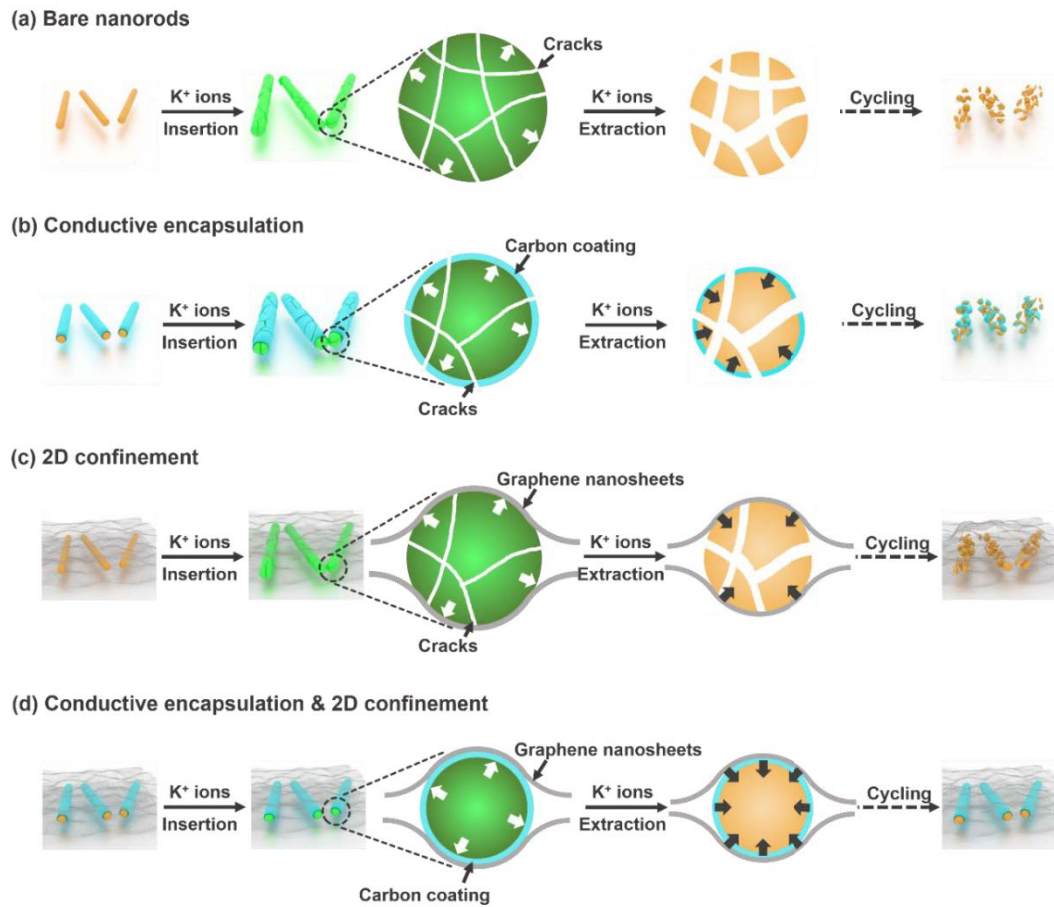 (a) Bare nanorods
Cracks
K⁺ ions
Insertion
K⁺ ions
Extraction
Cycling
(b) Conductive encapsulation
Carbon coating
K⁺ ions
Insertion
K⁺ ions
Extraction
Cycling
Cracks
(c) 2D confinement
Graphene nanosheets
K⁺ ions
Insertion
K⁺ ions
Extraction
Cycling
Cracks
(d) Conductive encapsulation & 2D confinement
Graphene nanosheets
K⁺ ions
Insertion
K⁺ ions
Extraction
Cycling
Carbon coating